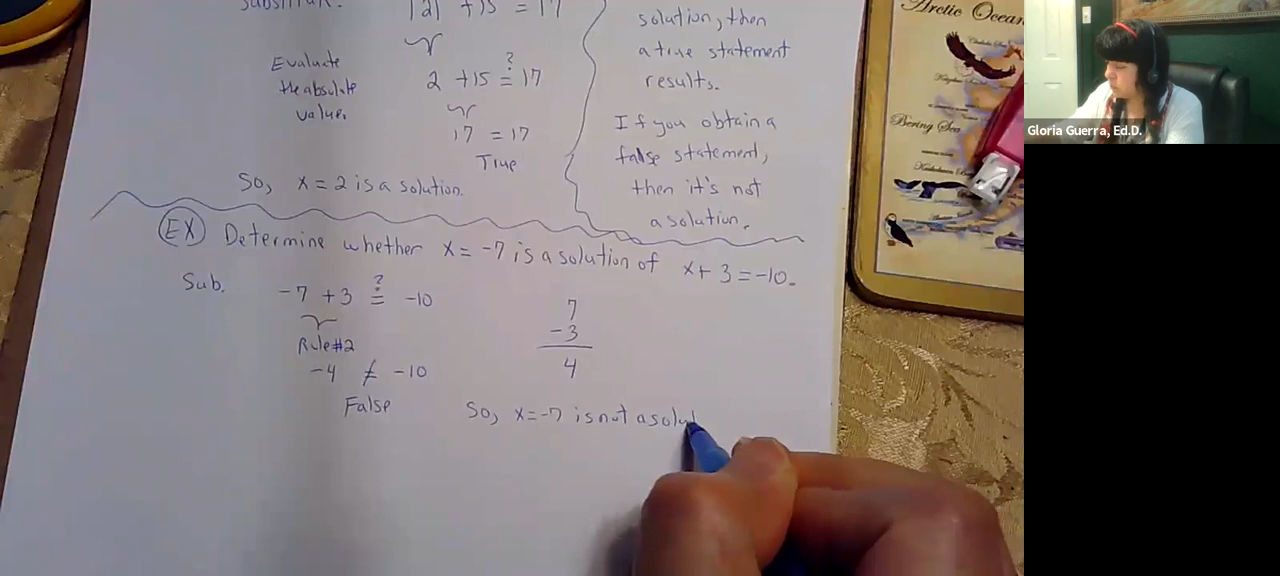 |2| +15 = 17
Evaluate
the absolute
value.
2 +15 ≟ 17
17 = 17
True
So, x = 2 is a solution.
solution, then
a true statement
results.
If you obtain a
false statement,
then it's not
a solution.
EX Determine whether x = -7 is a solution of x + 3 = -10.
Sub.
-7 + 3 ≟ -10
Rule #2
-4 ≠ -10
False
7
-3
4
So, x = -7 is not a solut
Arctic Ocean
Bering Sea
Gloria Guerra, Ed.D.